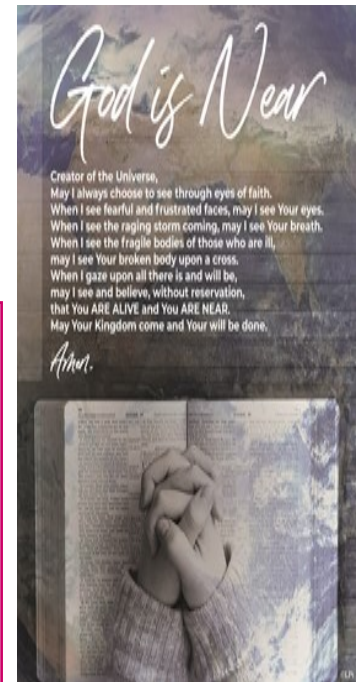 God is Near
Creator of the Universe,
May I always choose to see through eyes of faith.
When I see fearful and frustrated faces, may I see Your eyes.
When I see the raging storm coming, may I see Your breath.
When I see the fragile bodies of those who are ill,
may I see Your broken body upon a cross.
When I gaze upon all there is and will be,
may I see and believe, without reservation,
that You ARE ALIVE and You ARE NEAR.
May Your Kingdom come and Your will be done.
Amen.